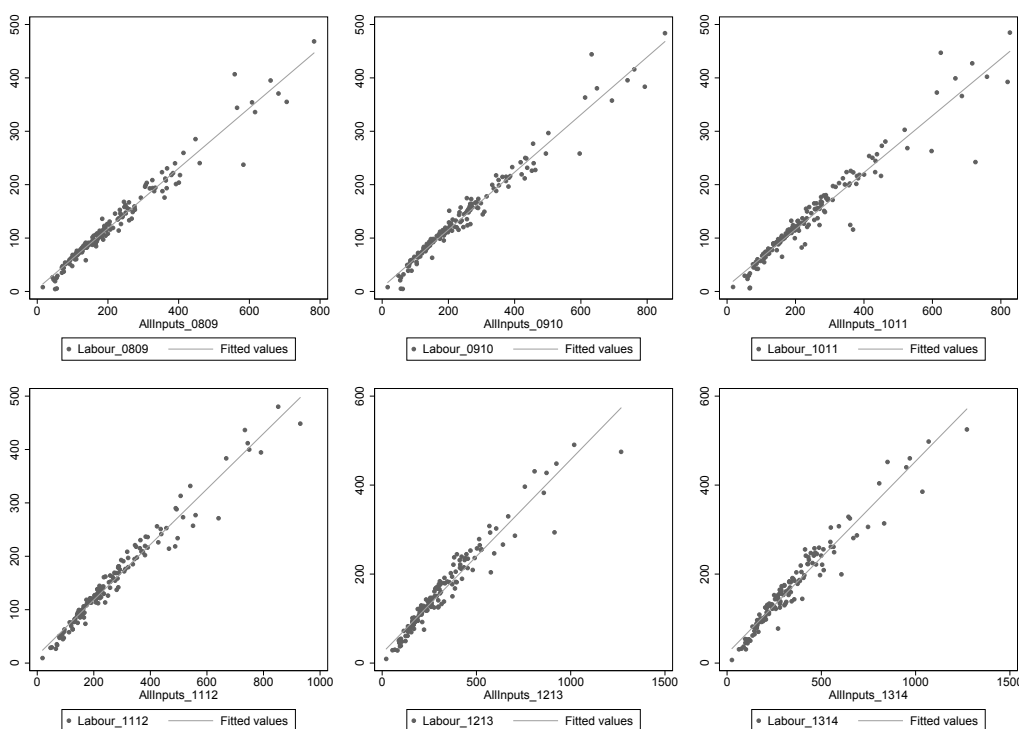 500
400
300
200
100
0
0 200 400 600 800
AllInputs_0809
Labour_0809 Fitted values
500
400
300
200
100
0
0 200 400 600 800
AllInputs_0910
Labour_0910 Fitted values
500
400
300
200
100
0
0 200 400 600 800
AllInputs_1011
Labour_1011 Fitted values
500
400
300
200
100
0
0 200 400 600 800 1000
AllInputs_1112
Labour_1112 Fitted values
600
400
200
0
0 500 1000 1500
AllInputs_1213
Labour_1213 Fitted values
600
400
200
0
0 500 1000 1500
AllInputs_1314
Labour_1314 Fitted values